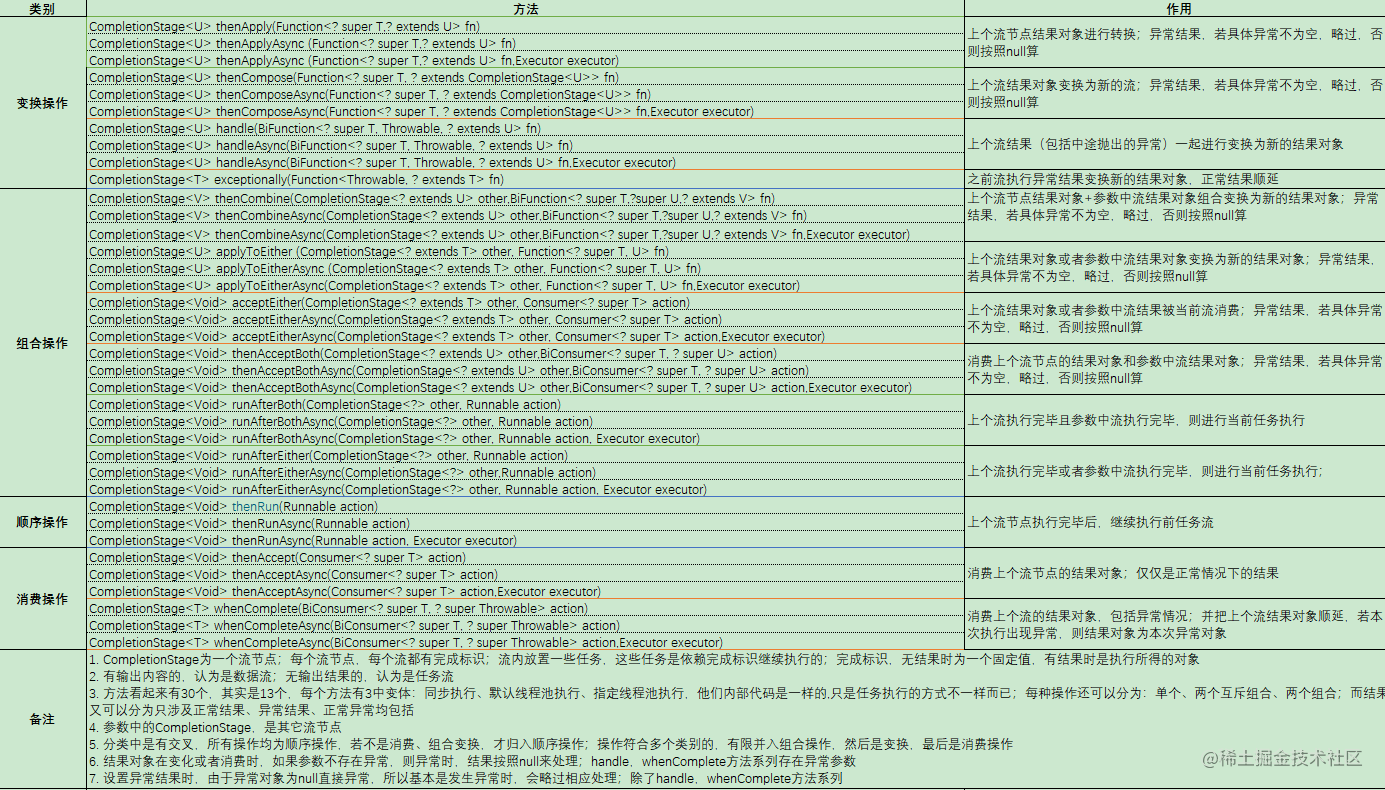 类别 方法 作用
变换操作
CompletionStage<U> thenApply(Function<? super T,? extends U> fn)
CompletionStage<U> thenApplyAsync (Function<? super T,? extends U> fn)
CompletionStage<U> thenApplyAsync (Function<? super T,? extends U> fn,Executor executor)
上个流节点结果对象进行转换；异常结果，若具体异常不为空，略过，否
则按照null算
CompletionStage<U> thenCompose(Function<? super T, ? extends CompletionStage<U>> fn)
CompletionStage<U> thenComposeAsync(Function<? super T, ? extends CompletionStage<U>> fn)
CompletionStage<U> thenComposeAsync(Function<? super T, ? extends CompletionStage<U>> fn,Executor executor)
上个流结果对象变换为新的流；异常结果，若具体异常不为空，略过，否
则按照null算
CompletionStage<U> handle(BiFunction<? super T, Throwable, ? extends U> fn)
CompletionStage<U> handleAsync(BiFunction<? super T, Throwable, ? extends U> fn)
CompletionStage<U> handleAsync(BiFunction<? super T, Throwable, ? extends U> fn,Executor executor)
上个流结果（包括中途抛出的异常）一起进行变换为新的结果对象
CompletionStage<T> exceptionally(Function<Throwable, ? extends T> fn)
之前流执行异常结果变换新的结果对象，正常结果顺延
组合操作
CompletionStage<V> thenCombine(CompletionStage<? extends U> other,BiFunction<? super T,?super U,? extends V> fn)
CompletionStage<V> thenCombineAsync(CompletionStage<? extends U> other,BiFunction<? super T,?super U,? extends V> fn)
CompletionStage<V> thenCombineAsync(CompletionStage<? extends U> other,BiFunction<? super T,?super U,? extends V> fn,Executor executor)
上个流节点结果对象+参数中流结果对象组合变换为新的结果对象；异常
结果，若具体异常不为空，略过，否则按照null算
CompletionStage<U> applyToEither (CompletionStage<? extends T> other, Function<? super T, U> fn)
CompletionStage<U> applyToEitherAsync (CompletionStage<? extends T> other, Function<? super T, U> fn)
CompletionStage<U> applyToEitherAsync(CompletionStage<? extends T> other, Function<? super T, U> fn,Executor executor)
上个流结果对象或者参数中流结果对象变换为新的结果对象；异常结果，
若具体异常不为空，略过，否则按照null算
CompletionStage<Void> acceptEither(CompletionStage<? extends T> other, Consumer<? super T> action)
CompletionStage<Void> acceptEitherAsync(CompletionStage<? extends T> other, Consumer<? super T> action)
CompletionStage<Void> acceptEitherAsync(CompletionStage<? extends T> other, Consumer<? super T> action,Executor executor)
上个流结果对象或者参数中流结果被当前流消费；异常结果，若具体异常
不为空，略过，否则按照null算
CompletionStage<Void> thenAcceptBoth(CompletionStage<? extends U> other,BiConsumer<? super T, ? super U> action)
CompletionStage<Void> thenAcceptBothAsync(CompletionStage<? extends U> other,BiConsumer<? super T, ? super U> action)
CompletionStage<Void> thenAcceptBothAsync(CompletionStage<? extends U> other,BiConsumer<? super T, ? super U> action,Executor executor)
消费上个流节点的结果对象和参数中流结果对象；异常结果，若具体异常
不为空，略过，否则按照null算
CompletionStage<Void> runAfterBoth(CompletionStage<?> other, Runnable action)
CompletionStage<Void> runAfterBothAsync(CompletionStage<?> other, Runnable action)
CompletionStage<Void> runAfterBothAsync(CompletionStage<?> other, Runnable action, Executor executor)
上个流执行完毕且参数中流执行完毕，则进行当前任务执行
CompletionStage<Void> runAfterEither(CompletionStage<?> other, Runnable action)
CompletionStage<Void> runAfterEitherAsync(CompletionStage<?> other,Runnable action)
CompletionStage<Void> runAfterEitherAsync(CompletionStage<?> other, Runnable action, Executor executor)
上个流执行完毕或者参数中流执行完毕，则进行当前任务执行；
顺序操作
CompletionStage<Void> thenRun(Runnable action)
CompletionStage<Void> thenRunAsync(Runnable action)
CompletionStage<Void> thenRunAsync(Runnable action, Executor executor)
上个流节点执行完毕后，继续执行前任务流
消费操作
CompletionStage<Void> thenAccept(Consumer<? super T> action)
CompletionStage<Void> thenAcceptAsync(Consumer<? super T> action)
CompletionStage<Void> thenAcceptAsync(Consumer<? super T> action,Executor executor)
消费上个流节点的结果对象；仅仅是正常情况下的结果
CompletionStage<T> whenComplete(BiConsumer<? super T, ? super Throwable> action)
CompletionStage<T> whenCompleteAsync(BiConsumer<? super T, ? super Throwable> action)
CompletionStage<T> whenCompleteAsync(BiConsumer<? super T, ? super Throwable> action,Executor executor)
消费上个流的结果对象，包括异常情况；并把上个流结果对象顺延，若本
次执行出现异常，则结果对象为本次异常对象
备注
1. CompletionStage为一个流节点；每个流节点，每个流都有完成标识；流内放置一些任务，这些任务是依赖完成标识继续执行的；完成标识，无结果时为一个固定值，有结果时是执行所得的对象
2. 有输出内容的，认为是数据流；无输出结果的，认为是任务流
3. 方法看起来有30个，其实是13个，每个方法有3中变体：同步执行、默认线程池执行、指定线程池执行，他们内部代码是一样的,只是任务执行的方式不一样而已；每种操作还可以分为：单个、两个互斥组合、两个组合；而结果
又可以分为只涉及正常结果、异常结果、正常异常均包括
4. 参数中的CompletionStage，是其它流节点
5. 分类中是有交叉，所有操作均为顺序操作，若不是消费、组合变换，才归入顺序操作；操作符合多个类别的，有限并入组合操作，然后是变换，最后是消费操作
6. 结果对象在变化或者消费时，如果参数不存在异常，则异常时，结果按照null来处理；handle、whenComplete方法系列存在异常参数
7. 设置异常结果时，由于异常对象为null直接异常，所以基本是发生异常时，会略过相应处理；除了handle、whenComplete方法系列
@稀土掘金技术社区